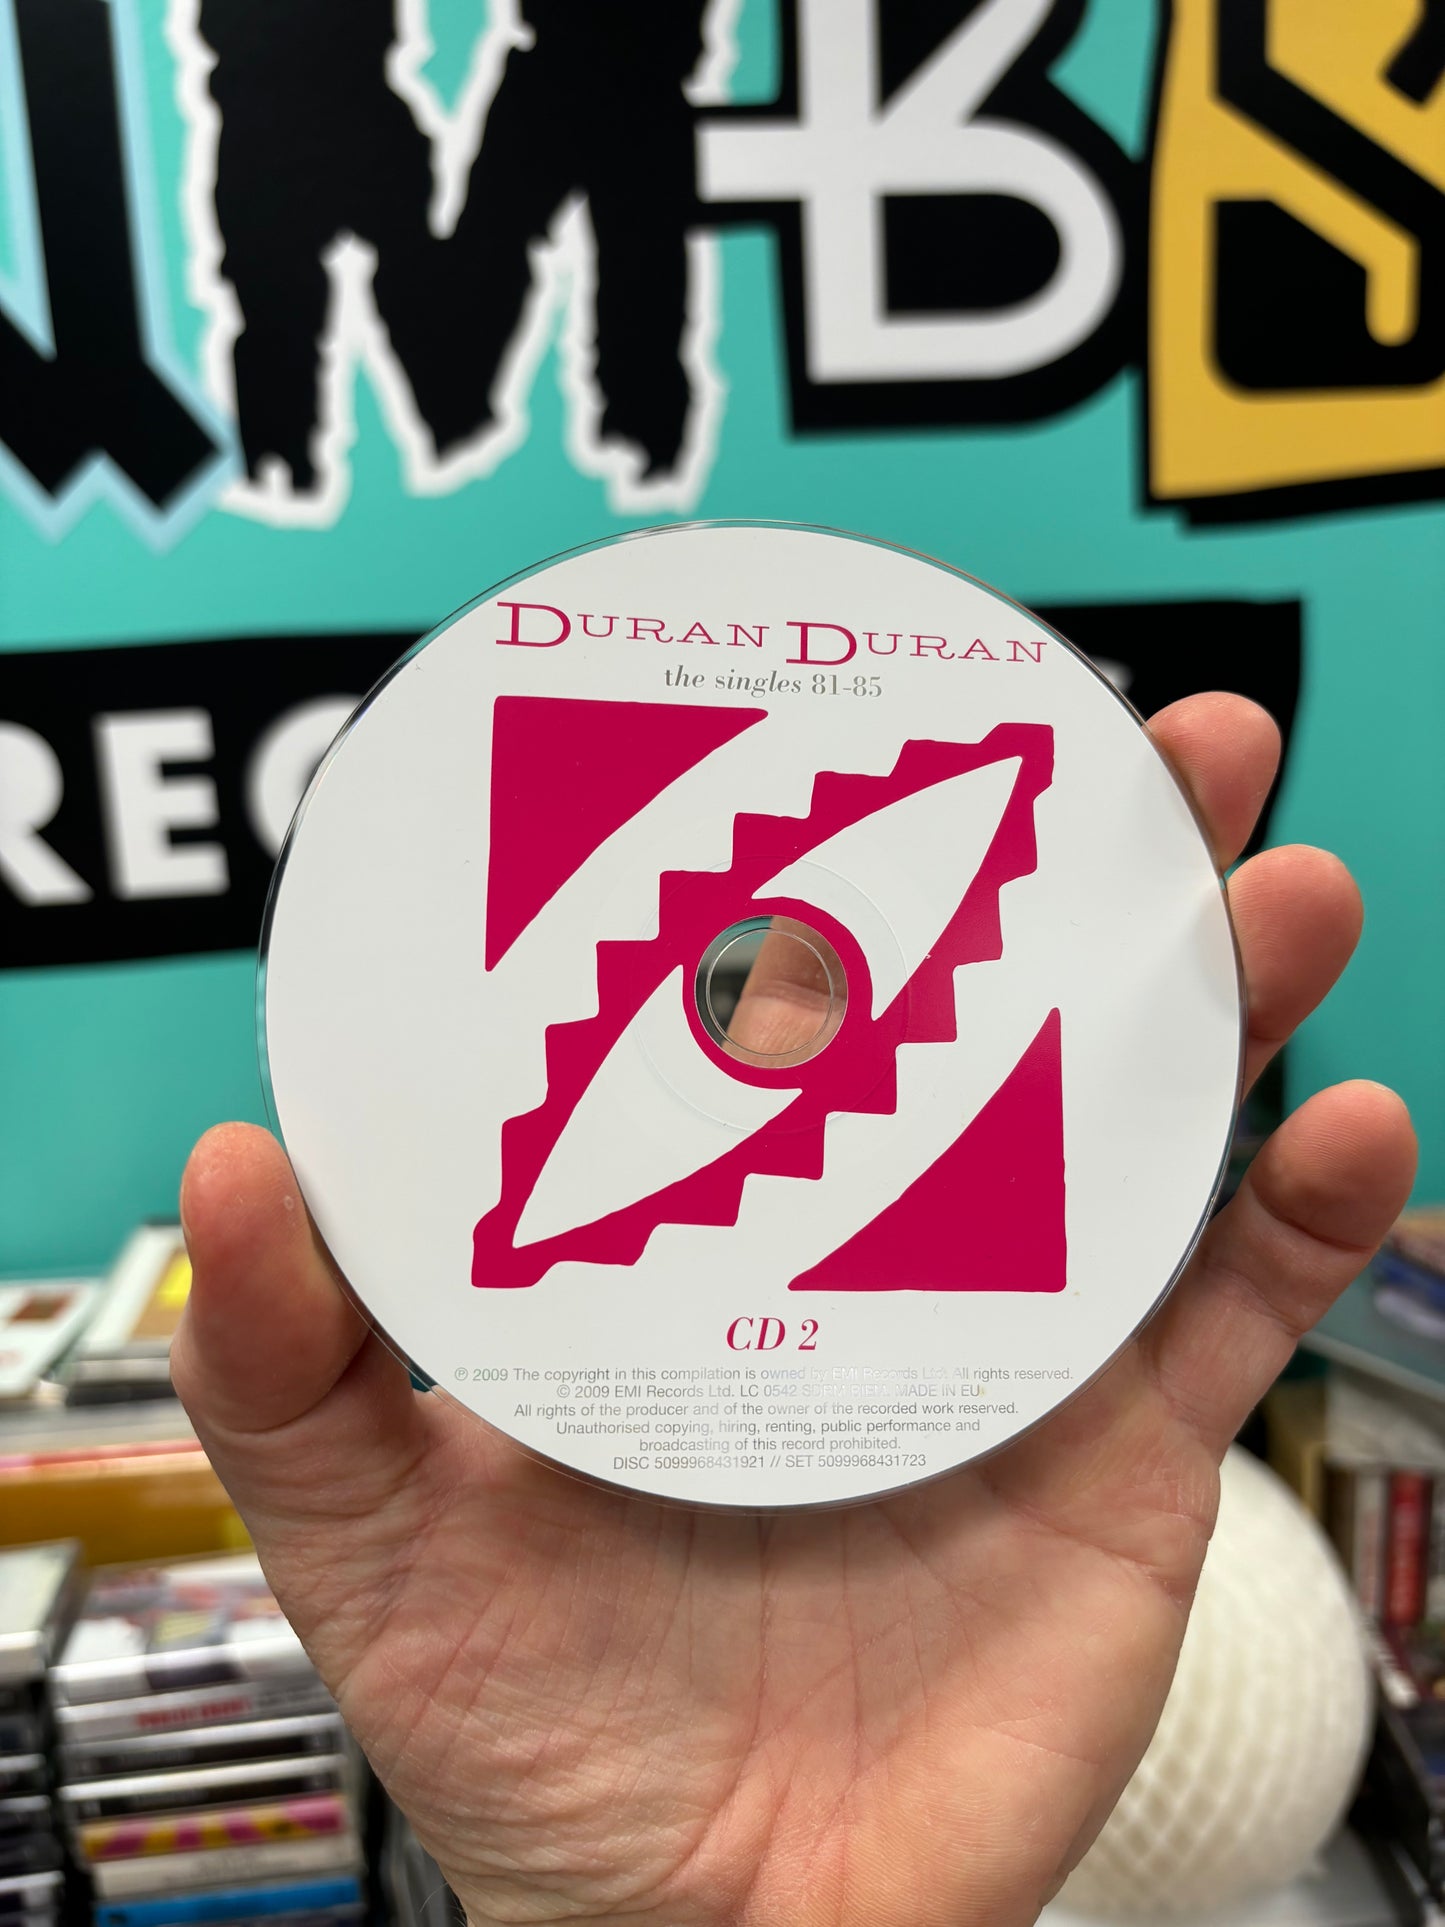 MBS
REC
DURAN DURAN
the singles 81-85
CD 2
℗ 2009 The copyright in this compilation is owned by EMI Records Ltd. All rights reserved.
© 2009 EMI Records Ltd. LC 0542 SDRM BIEM. MADE IN EU
All rights of the producer and of the owner of the recorded work reserved.
Unauthorised copying, hiring, renting, public performance and
broadcasting of this record prohibited.
DISC 5099968431921 // SET 5099968431723